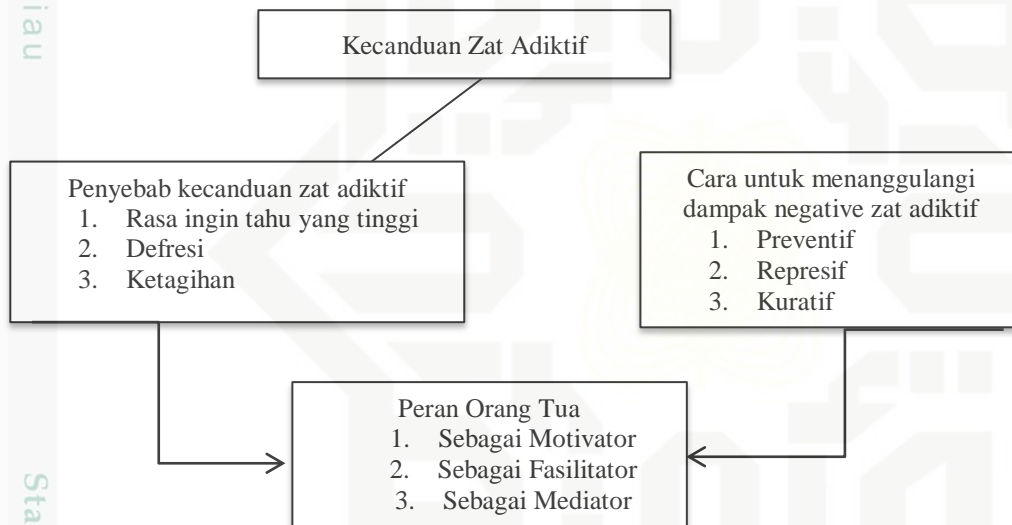 iau
Kecanduan Zat Adiktif
Penyebab kecanduan zat adiktif
1. Rasa ingin tahu yang tinggi
2. Defresi
3. Ketagihan
Cara untuk menanggulangi
dampak negative zat adiktif
1. Preventif
2. Represif
3. Kuratif
Peran Orang Tua
1. Sebagai Motivator
2. Sebagai Fasilitator
3. Sebagai Mediator
Sta